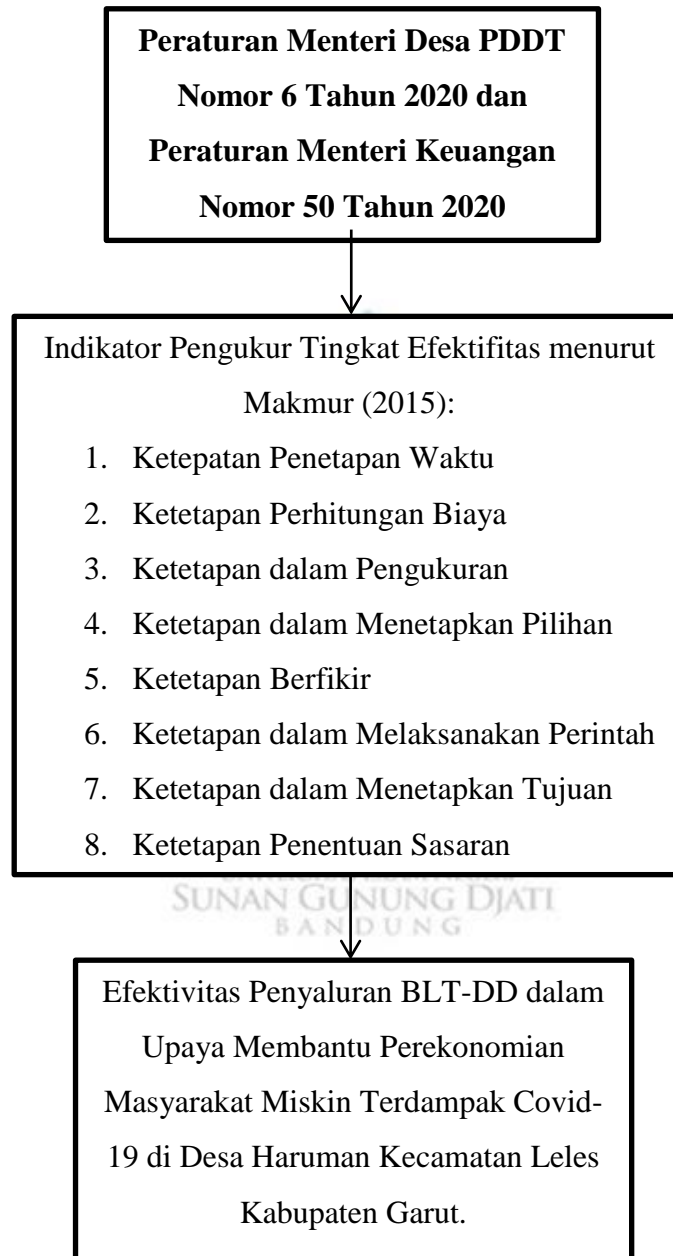 Peraturan Menteri Desa PDDT
Nomor 6 Tahun 2020 dan
Peraturan Menteri Keuangan
Nomor 50 Tahun 2020
Indikator Pengukur Tingkat Efektifitas menurut
Makmur (2015):
1. Ketepatan Penetapan Waktu
2. Ketetapan Perhitungan Biaya
3. Ketetapan dalam Pengukuran
4. Ketetapan dalam Menetapkan Pilihan
5. Ketetapan Berfikir
6. Ketetapan dalam Melaksanakan Perintah
7. Ketetapan dalam Menetapkan Tujuan
8. Ketetapan Penentuan Sasaran
SUNAN GUNUNG DJATI
BANDUNG
Efektivitas Penyaluran BLT-DD dalam
Upaya Membantu Perekonomian
Masyarakat Miskin Terdampak Covid-
19 di Desa Haruman Kecamatan Leles
Kabupaten Garut.